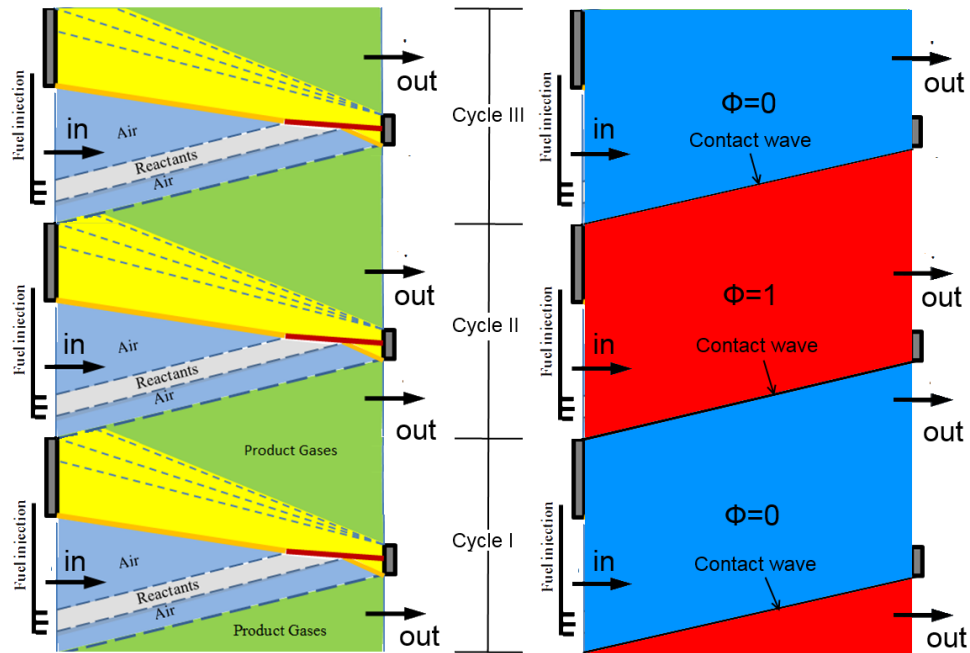 out
Fuel injection
in
Air
Reactants
Air
Cycle III
out
Fuel injection
in
Air
Reactants
Air
Cycle II
out
Product Gases
Fuel injection
in
Air
Reactants
Air
Cycle I
Product Gases
out
out
Φ=0
Contact wave
Fuel injection
in
out
Φ=1
Contact wave
Fuel injection
in
out
Φ=0
Contact wave
Fuel injection
in
out